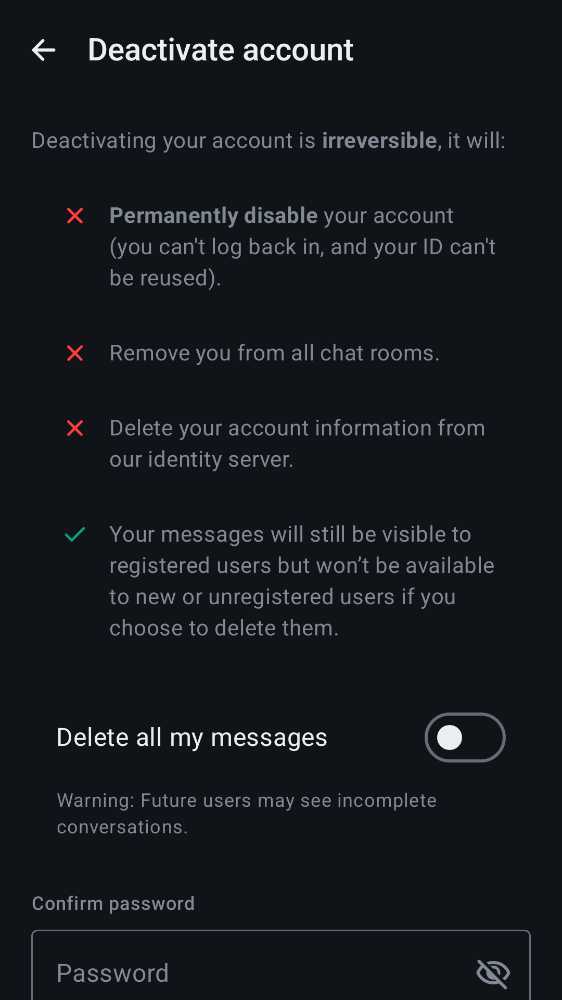 Deactivate account
Deactivating your account is irreversible, it will:
Permanently disable your account
(you can't log back in, and your ID can't
be reused).
Remove you from all chat rooms.
Delete your account information from
our identity server.
Your messages will still be visible to
registered users but won’t be available
to new or unregistered users if you
choose to delete them.
Delete all my messages
Warning: Future users may see incomplete
conversations.
Confirm password
Password